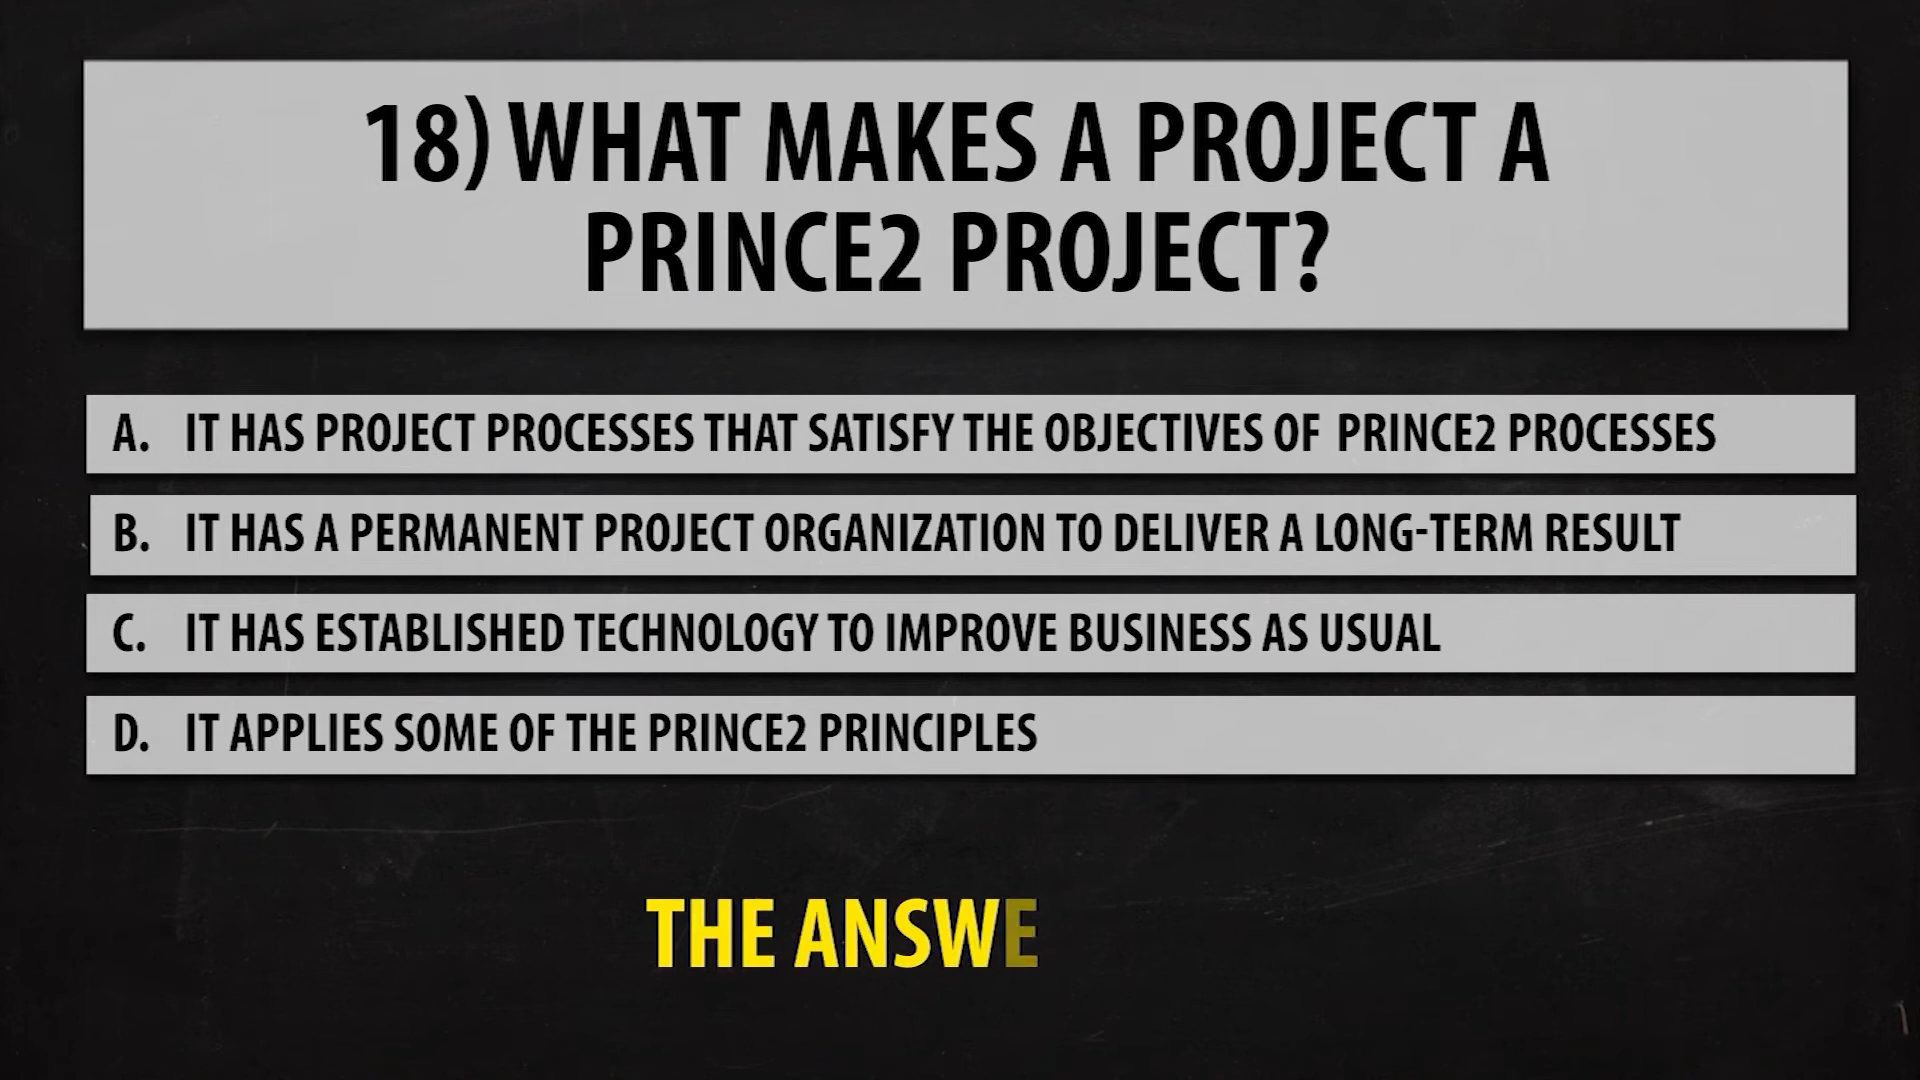 18) WHAT MAKES A PROJECT A
PRINCE2 PROJECT?
A. IT HAS PROJECT PROCESSES THAT SATISFY THE OBJECTIVES OF PRINCE2 PROCESSES
B. IT HAS A PERMANENT PROJECT ORGANIZATION TO DELIVER A LONG-TERM RESULT
C. IT HAS ESTABLISHED TECHNOLOGY TO IMPROVE BUSINESS AS USUAL
D. IT APPLIES SOME OF THE PRINCE2 PRINCIPLES
THE ANSWE